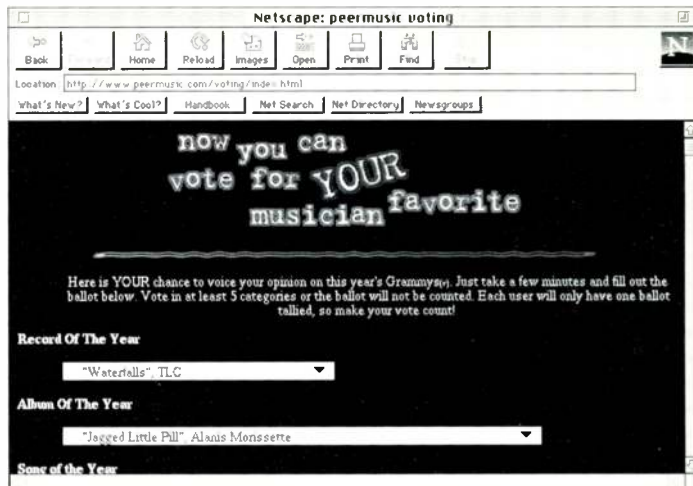 Netscape: peermusic voting
Back Home Reload Images Open Print Find
N
Location http://www.peermusic.com/voting/index.html
What's New? What's Cool? Handbook Net Search Net Directory Newsgroups
now you can
vote for YOUR
musician favorite
Here is YOUR chance to voice your opinion on this year's Grammys(r). Just take a few minutes and fill out the
ballot below. Vote in at least 5 categories or the ballot will not be counted. Each user will only have one ballot
tallied, so make your vote count!
Record Of The Year
"Waterfalls", TLC
Album Of The Year
"Jagged Little Pill", Alanis Morissette
Song of the Year